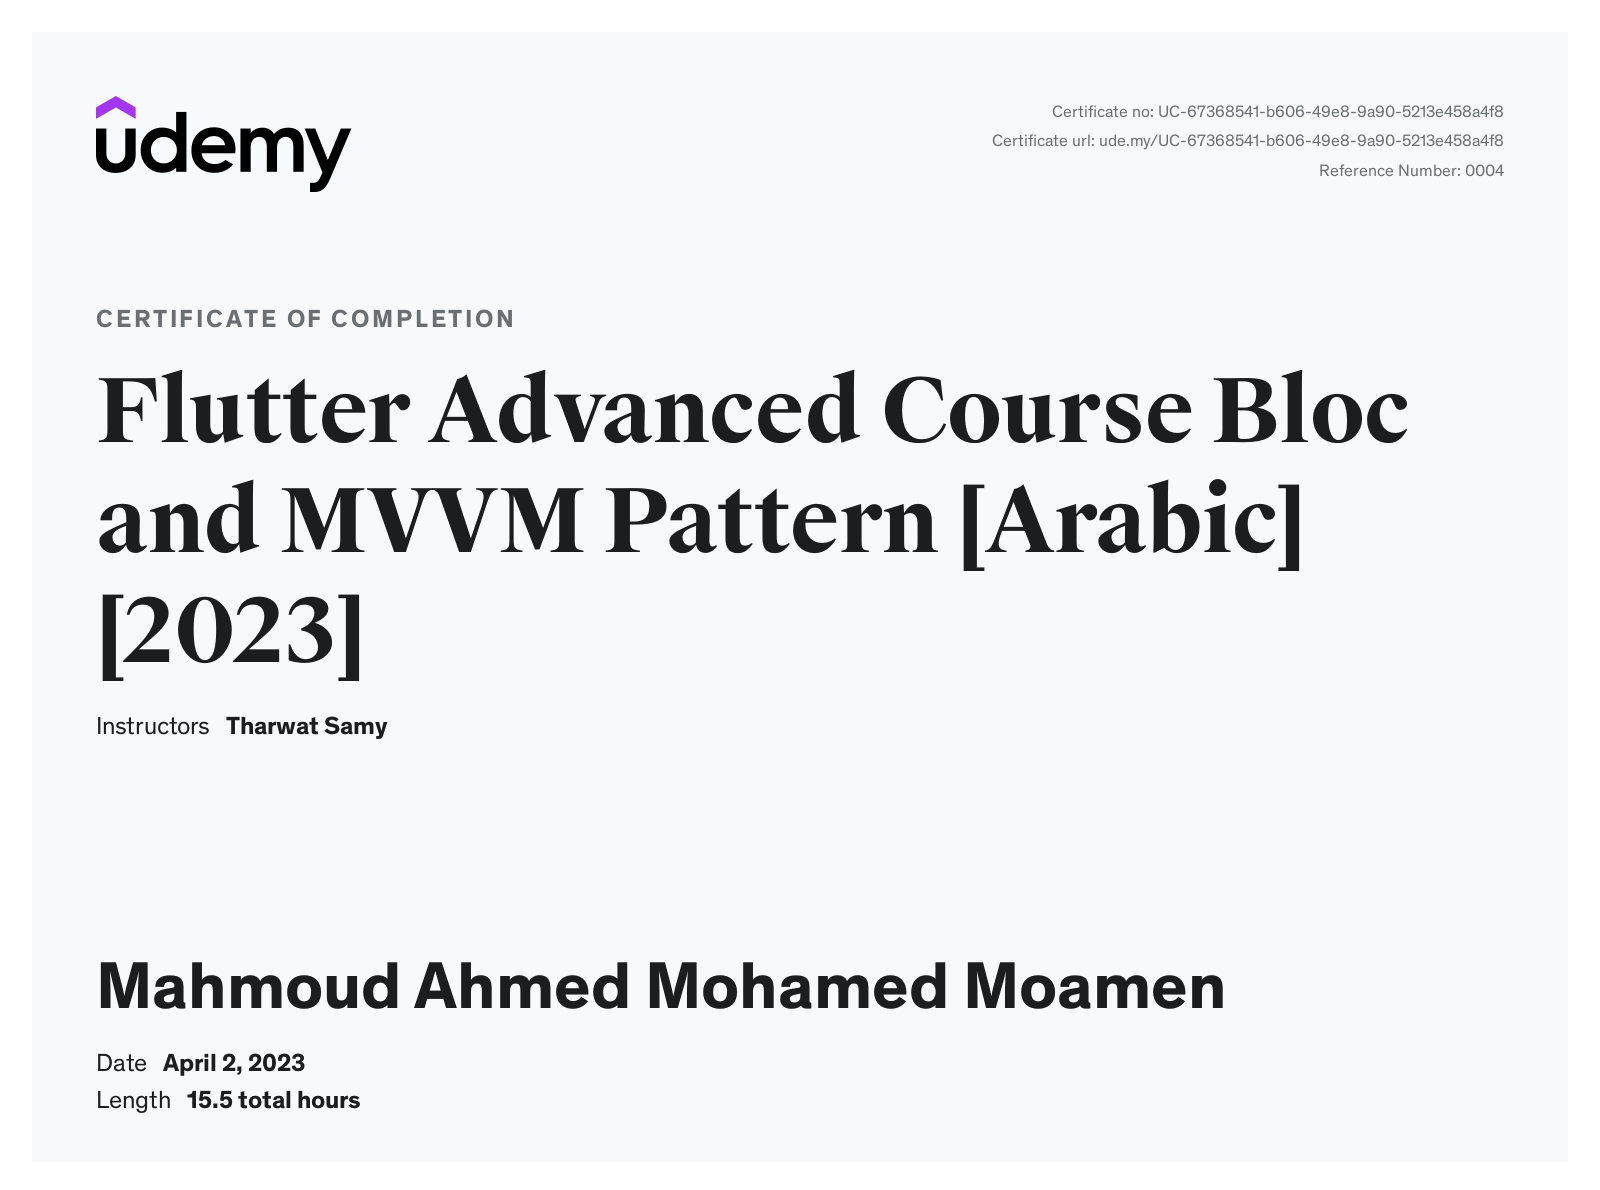 udemy
Certificate no: UC-67368541-b606-49e8-9a90-5213e458a4f8
Certificate url: ude.my/UC-67368541-b606-49e8-9a90-5213e458a4f8
Reference Number: 0004
CERTIFICATE OF COMPLETION
Flutter Advanced Course Bloc
and MVVM Pattern [Arabic]
[2023]
Instructors Tharwat Samy
Mahmoud Ahmed Mohamed Moamen
Date April 2, 2023
Length 15.5 total hours